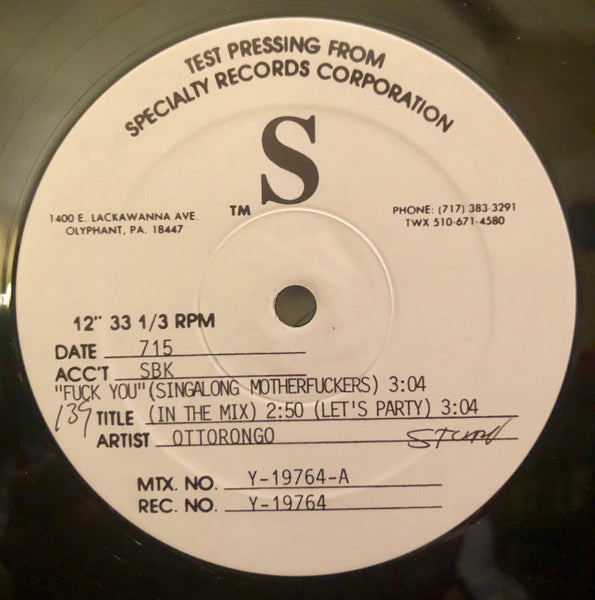 TEST PRESSING FROM
SPECIALTY RECORDS CORPORATION
S
TM
1400 E. LACKAWANNA AVE.
OLYPHANT, PA. 18447
PHONE: (717) 383-3291
TWX 510-671-4580
12" 33 1/3 RPM
DATE 715
ACC'T SBK
"FUCK YOU"(SINGALONG MOTHERFUCKERS) 3:04
139 TITLE (IN THE MIX) 2:50 (LET'S PARTY) 3:04
ARTIST OTTORONGO
MTX. NO. Y-19764-A
REC. NO. Y-19764